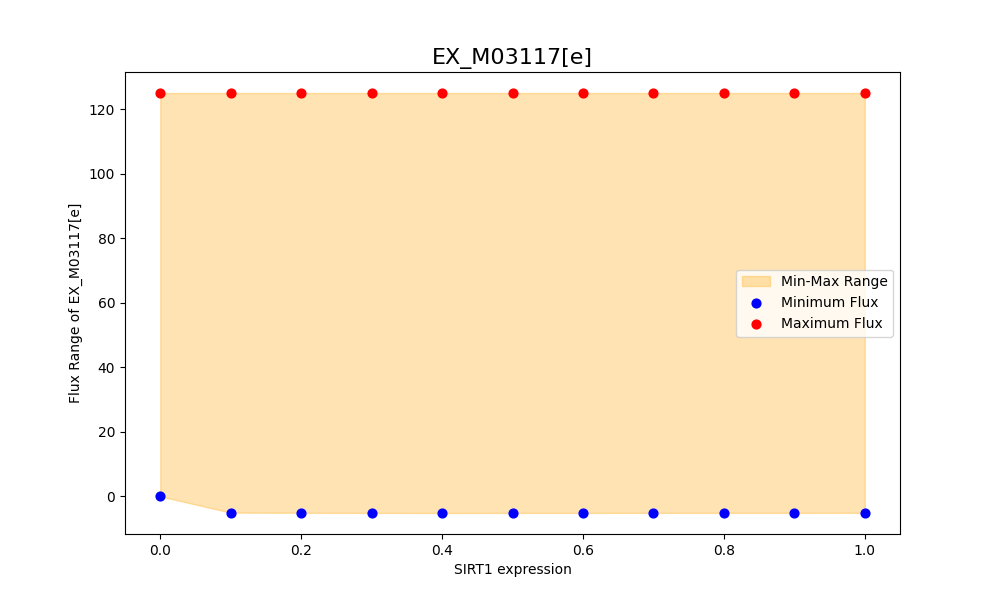 EX_M03117[e]
Flux Range of EX_M03117[e]
120
100
80
60
40
20
0
0.0
0.2
0.4
0.6
0.8
1.0
SIRT1 expression
Min-Max Range
Minimum Flux
Maximum Flux